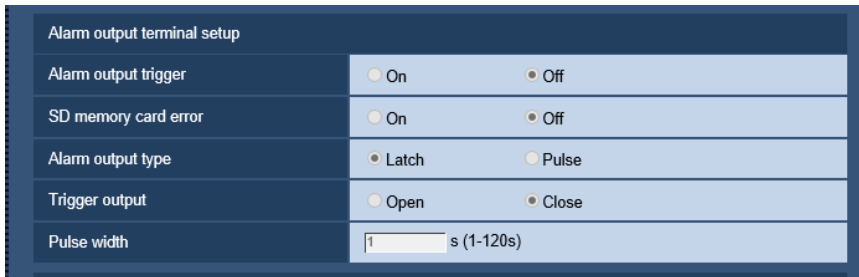 Alarm output terminal setup
Alarm output trigger On Off
SD memory card error On Off
Alarm output type Latch Pulse
Trigger output Open Close
Pulse width 1 s (1-120s)